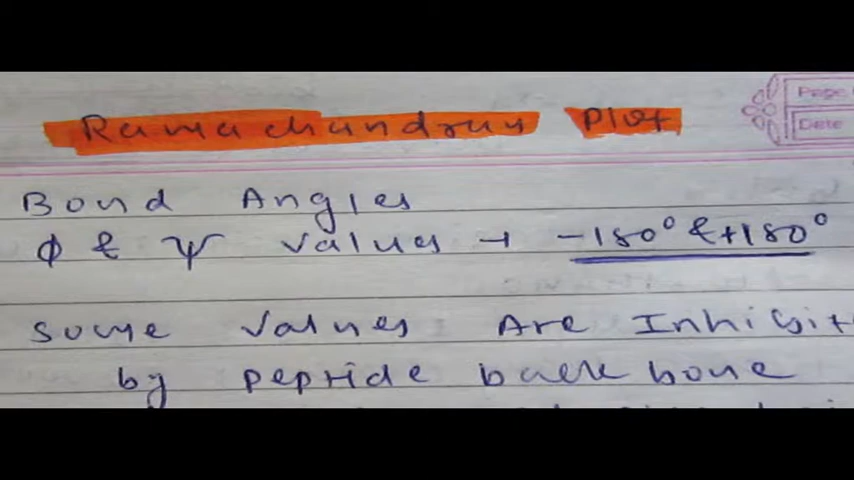 Ramachandran Plot
Page
Date
Bond Angles
Φ & Ψ values → -180° & +180°
Some values Are Inhibit
by peptide back bone